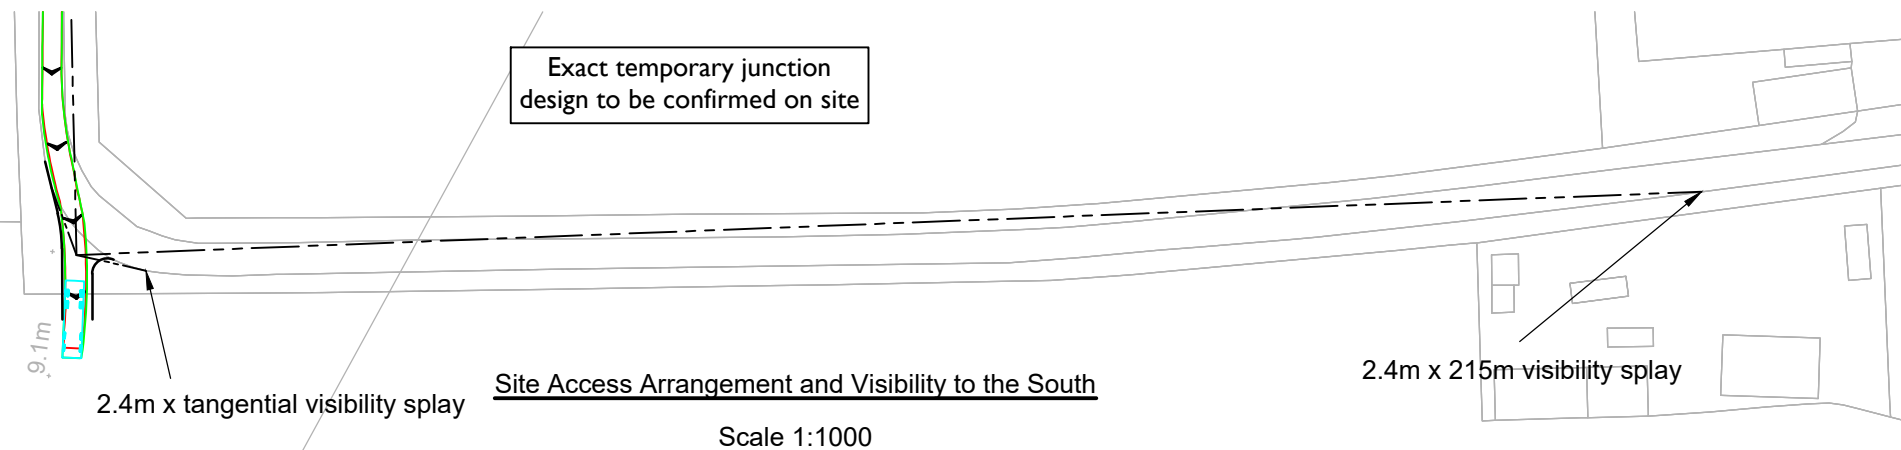 Exact temporary junction
design to be confirmed on site
9.1m
2.4m x 215m visibility splay
2.4m x tangential visibility splay
Site Access Arrangement and Visibility to the South
Scale 1:1000